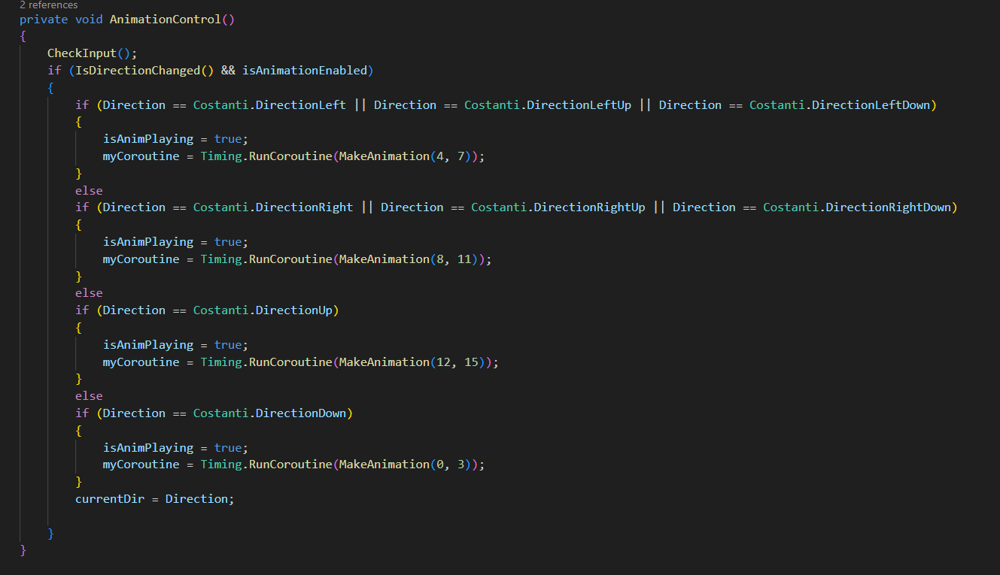 2 references
private void AnimationControl()
{
    CheckInput();
    if (IsDirectionChanged() && isAnimationEnabled)
    {
        if (Direction == Costanti.DirectionLeft || Direction == Costanti.DirectionLeftUp || Direction == Costanti.DirectionLeftDown)
        {
            isAnimPlaying = true;
            myCoroutine = Timing.RunCoroutine(MakeAnimation(4, 7));
        }
        else
        if (Direction == Costanti.DirectionRight || Direction == Costanti.DirectionRightUp || Direction == Costanti.DirectionRightDown)
        {
            isAnimPlaying = true;
            myCoroutine = Timing.RunCoroutine(MakeAnimation(8, 11));
        }
        else
        if (Direction == Costanti.DirectionUp)
        {
            isAnimPlaying = true;
            myCoroutine = Timing.RunCoroutine(MakeAnimation(12, 15));
        }
        else
        if (Direction == Costanti.DirectionDown)
        {
            isAnimPlaying = true;
            myCoroutine = Timing.RunCoroutine(MakeAnimation(0, 3));
        }
        currentDir = Direction;

    }
}